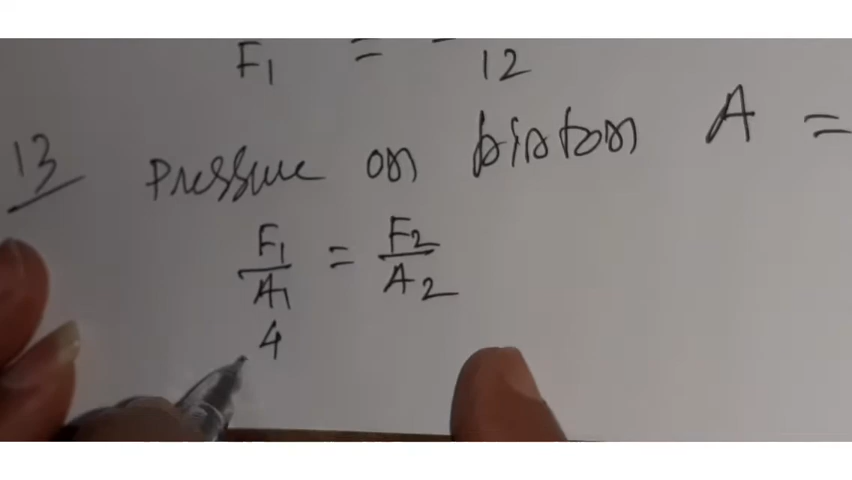 F1 = 12
13 Pressure on piston A =
F1/A1 = F2/A2
4